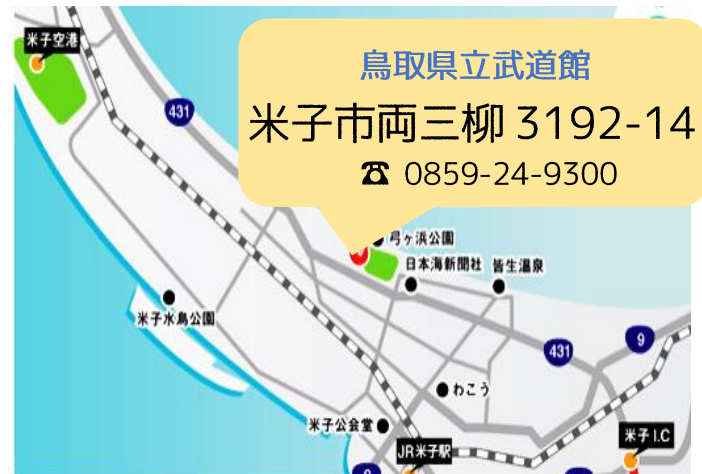 米子空港
鳥取県立武道館
米子市両三柳 3192-14
☎ 0859-24-9300
431
弓ヶ浜公園
日本海新聞社
皆生温泉
米子水鳥公園
9
431
わこう
米子公会堂
JR米子駅
米子I.C
9